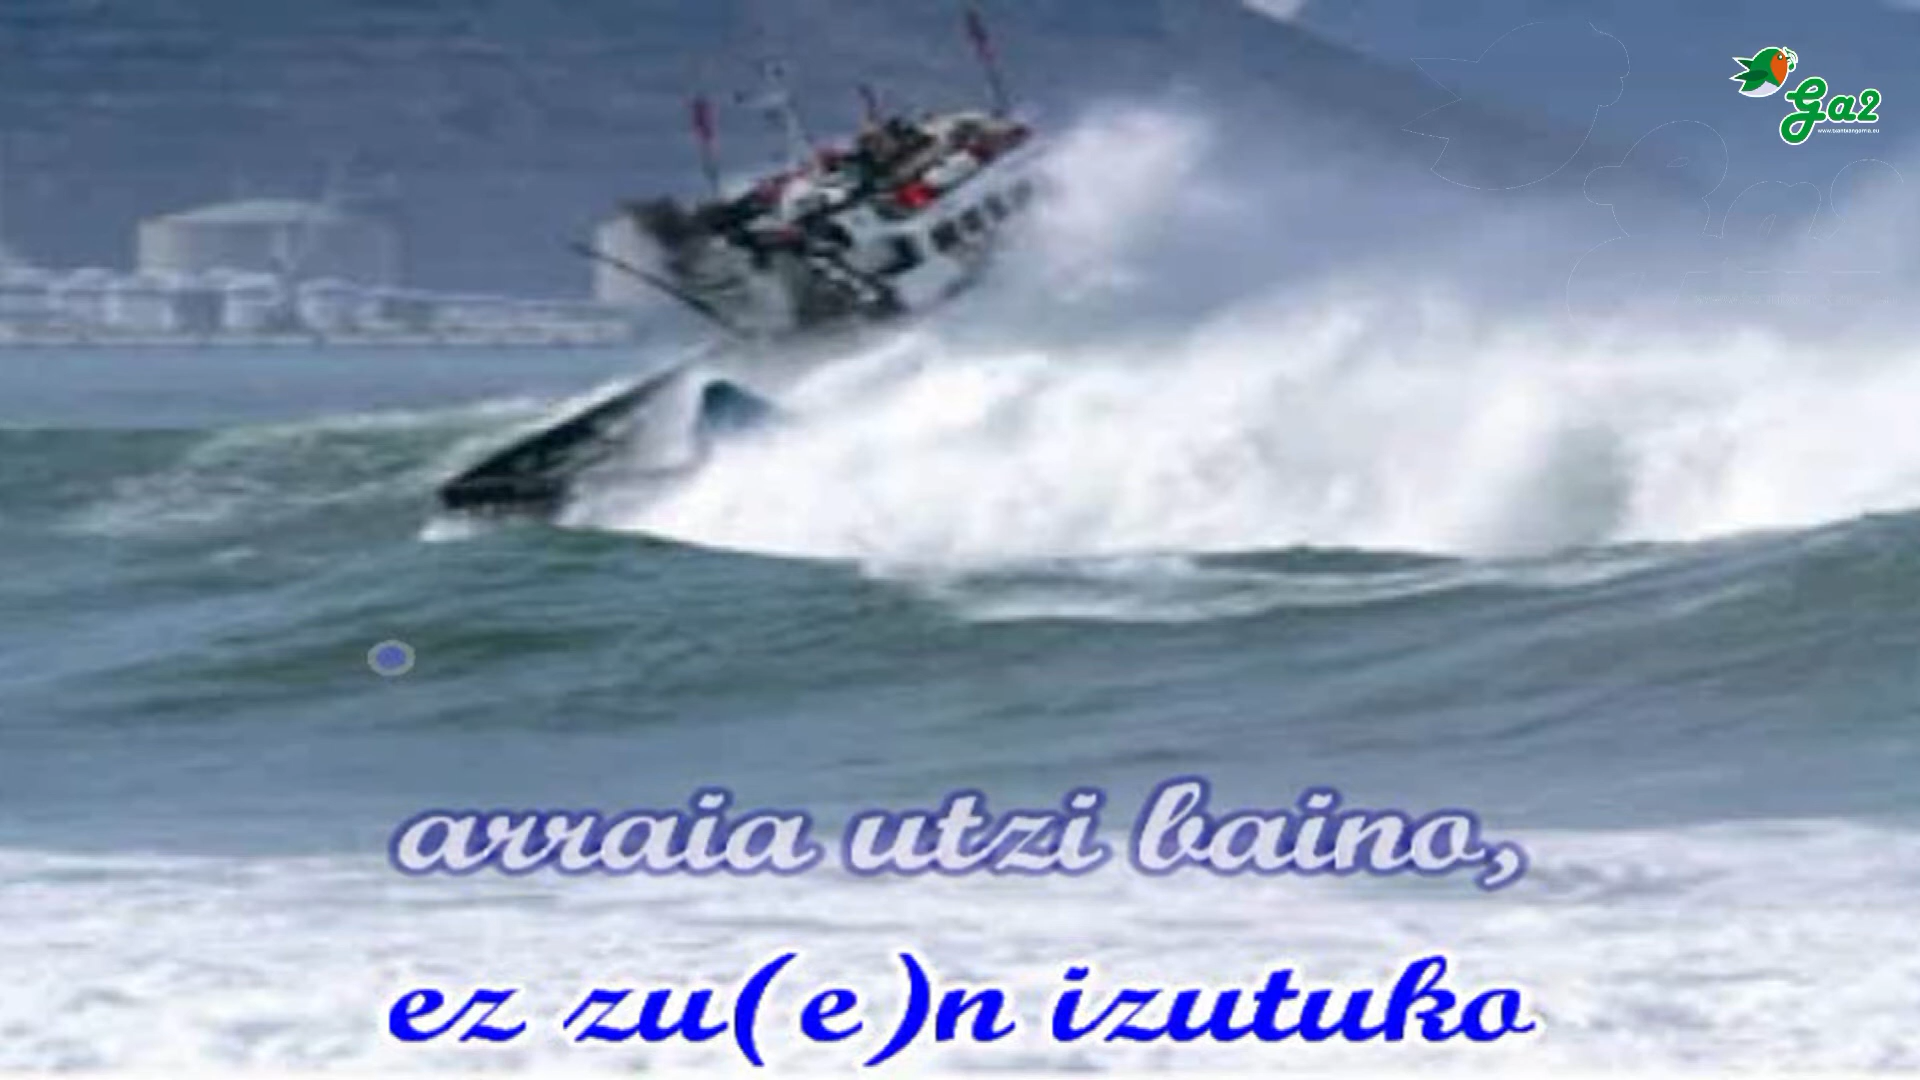 Ga2
arraia utzi baino,
ez zu(e)n izutuko